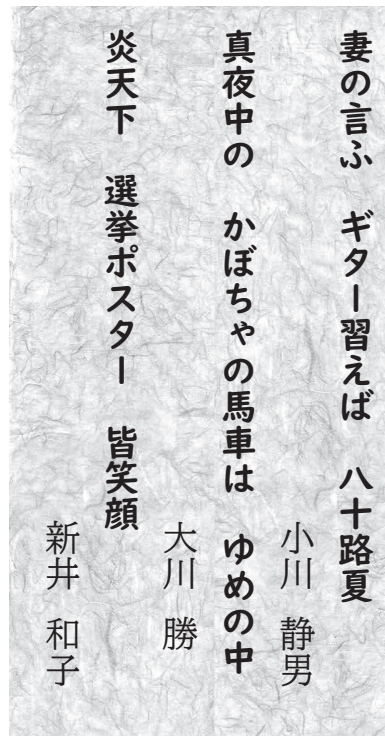 妻の言ふ　ギター習えば　八十路夏
小川　静男
真夜中の　かぼちゃの馬車は　ゆめの中
大川　勝
炎天下　選挙ポスター　皆笑顔
新井　和子